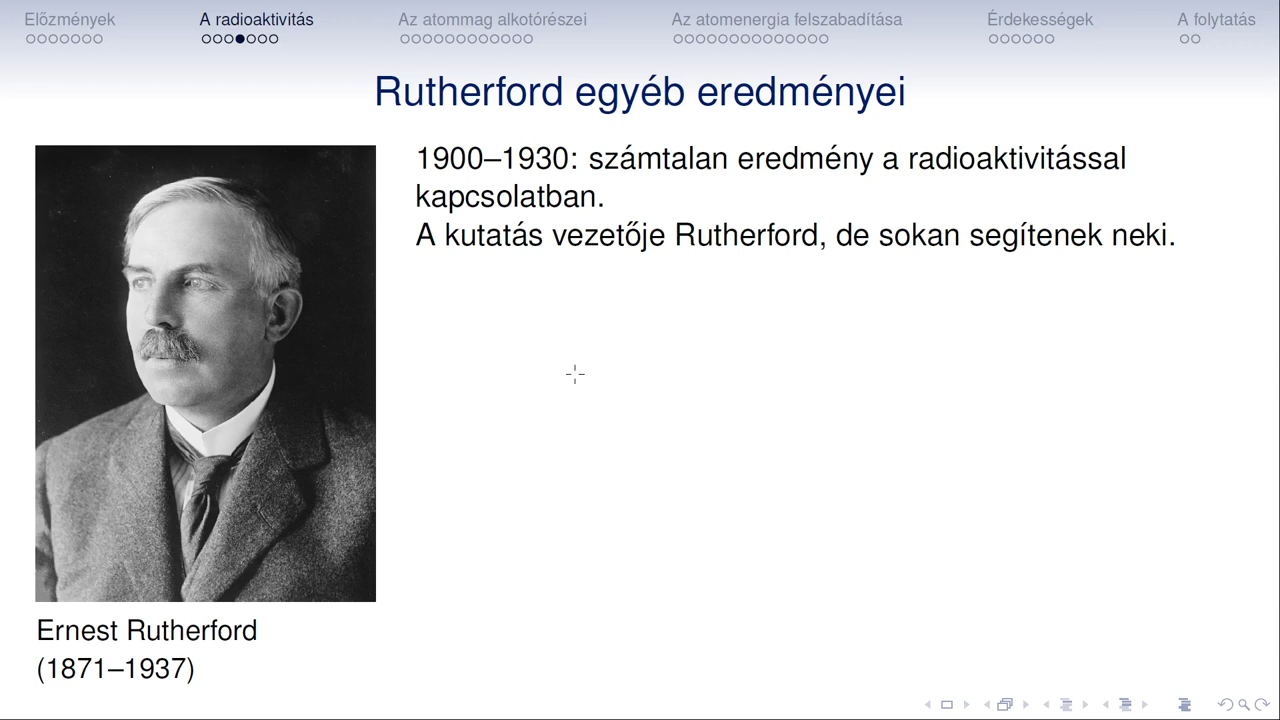 Előzmények
A radioaktivitás
Az atommag alkotórészei
Az atomenergia felszabadítása
Érdekességek
A folytatás
Rutherford egyéb eredményei
1900–1930: számtalan eredmény a radioaktivitással
kapcsolatban.
A kutatás vezetője Rutherford, de sokan segítenek neki.
Ernest Rutherford
(1871–1937)